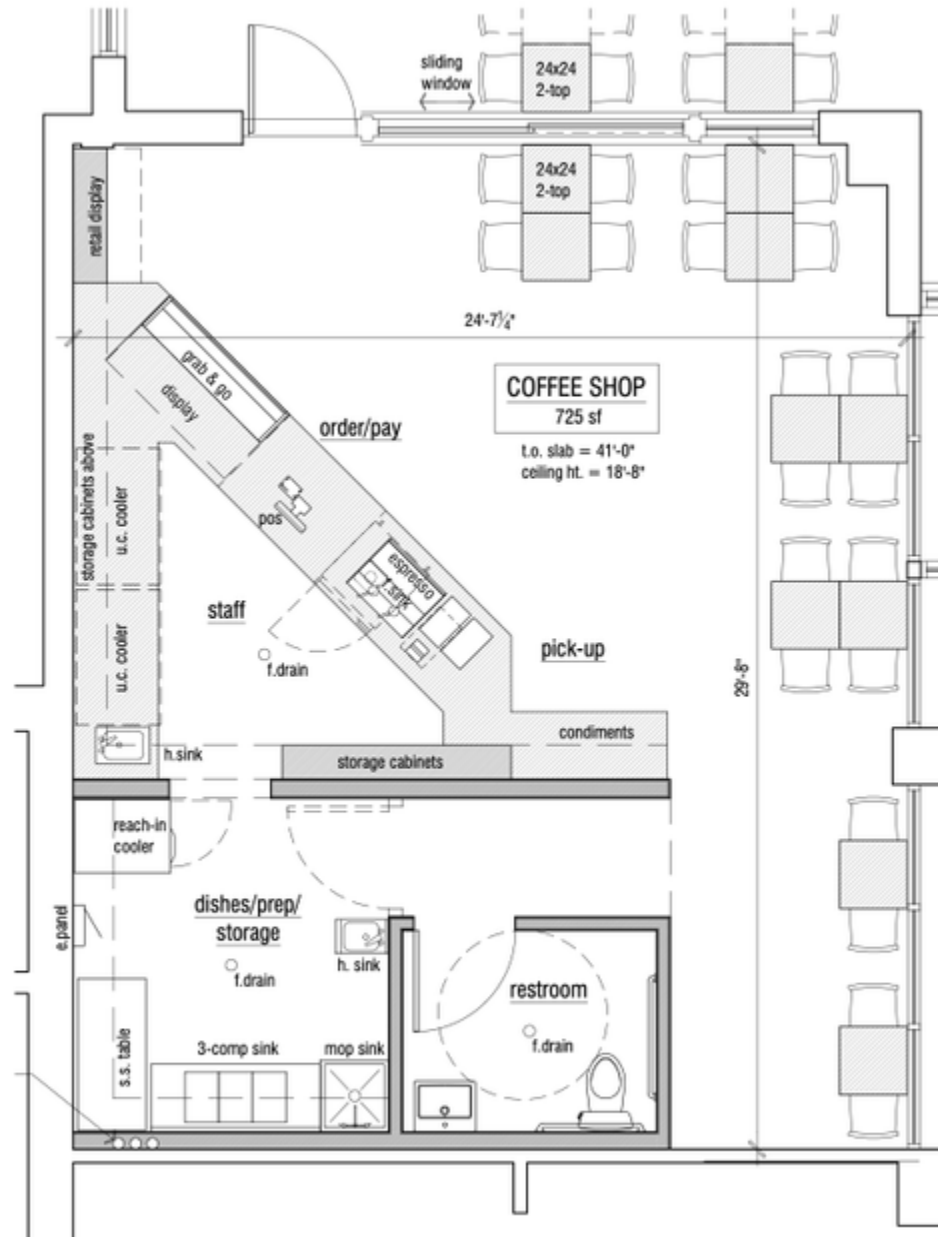 sliding
window
24x24
2-top
24x24
2-top
retail display
24'-7¼"
grab & go
display
order/pay
COFFEE SHOP
725 sf
t.o. slab = 41'-0"
ceiling ht. = 18'-8"
storage cabinets above
u.c. cooler
pos
espresso
f.sink
staff
u.c. cooler
f.drain
pick-up
29'-8"
h.sink
condiments
storage cabinets
reach-in
cooler
dishes/prep/
storage
e.panel
h. sink
f.drain
restroom
f.drain
s.s. table
3-comp sink
mop sink